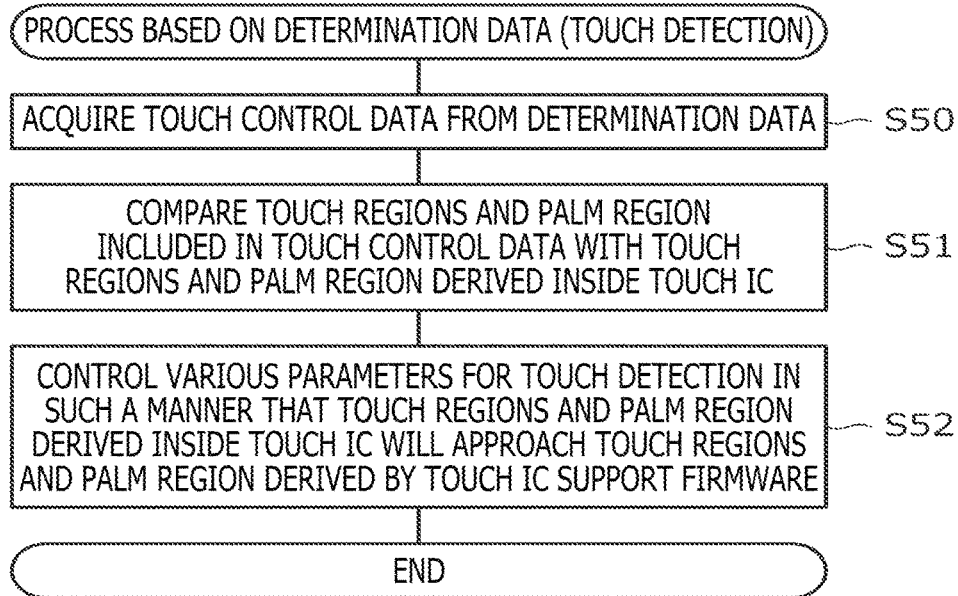 PROCESS BASED ON DETERMINATION DATA (TOUCH DETECTION)
ACQUIRE TOUCH CONTROL DATA FROM DETERMINATION DATA
S50
COMPARE TOUCH REGIONS AND PALM REGION
INCLUDED IN TOUCH CONTROL DATA WITH TOUCH
REGIONS AND PALM REGION DERIVED INSIDE TOUCH IC
S51
CONTROL VARIOUS PARAMETERS FOR TOUCH DETECTION IN
SUCH A MANNER THAT TOUCH REGIONS AND PALM REGION
DERIVED INSIDE TOUCH IC WILL APPROACH TOUCH REGIONS
AND PALM REGION DERIVED BY TOUCH IC SUPPORT FIRMWARE
S52
END